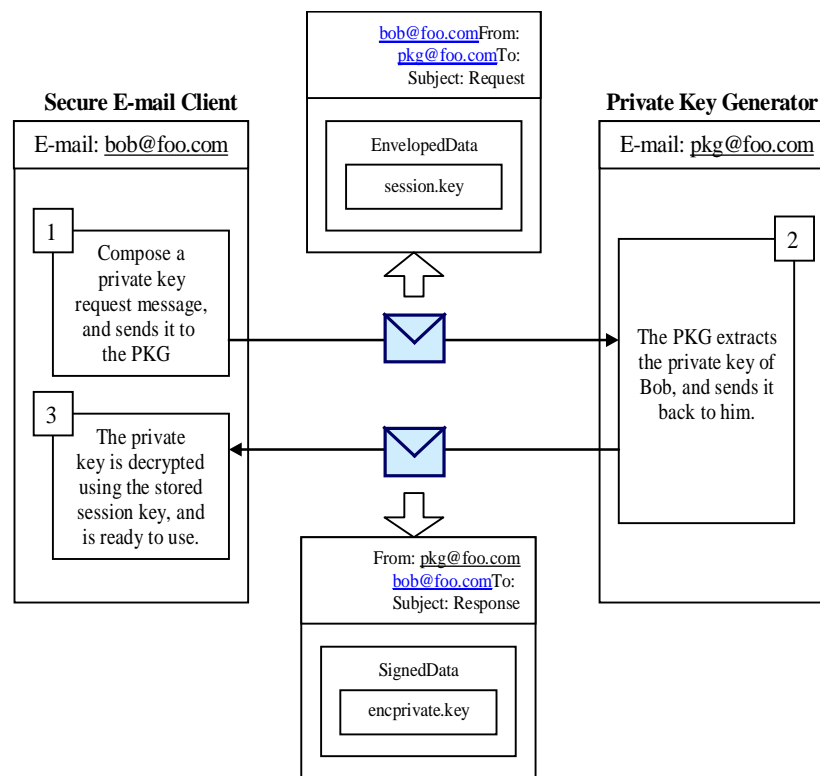 bob@foo.comFrom:
pkg@foo.comTo:
Subject: Request
EnvelopedData
session.key
Secure E-mail Client
E-mail: bob@foo.com
1
Compose a
private key
request message,
and sends it to
the PKG
3
The private
key is decrypted
using the stored
session key, and
is ready to use.
Private Key Generator
E-mail: pkg@foo.com
2
The PKG extracts
the private key of
Bob, and sends it
back to him.
From: pkg@foo.com
bob@foo.comTo:
Subject: Response
SignedData
encprivate.key